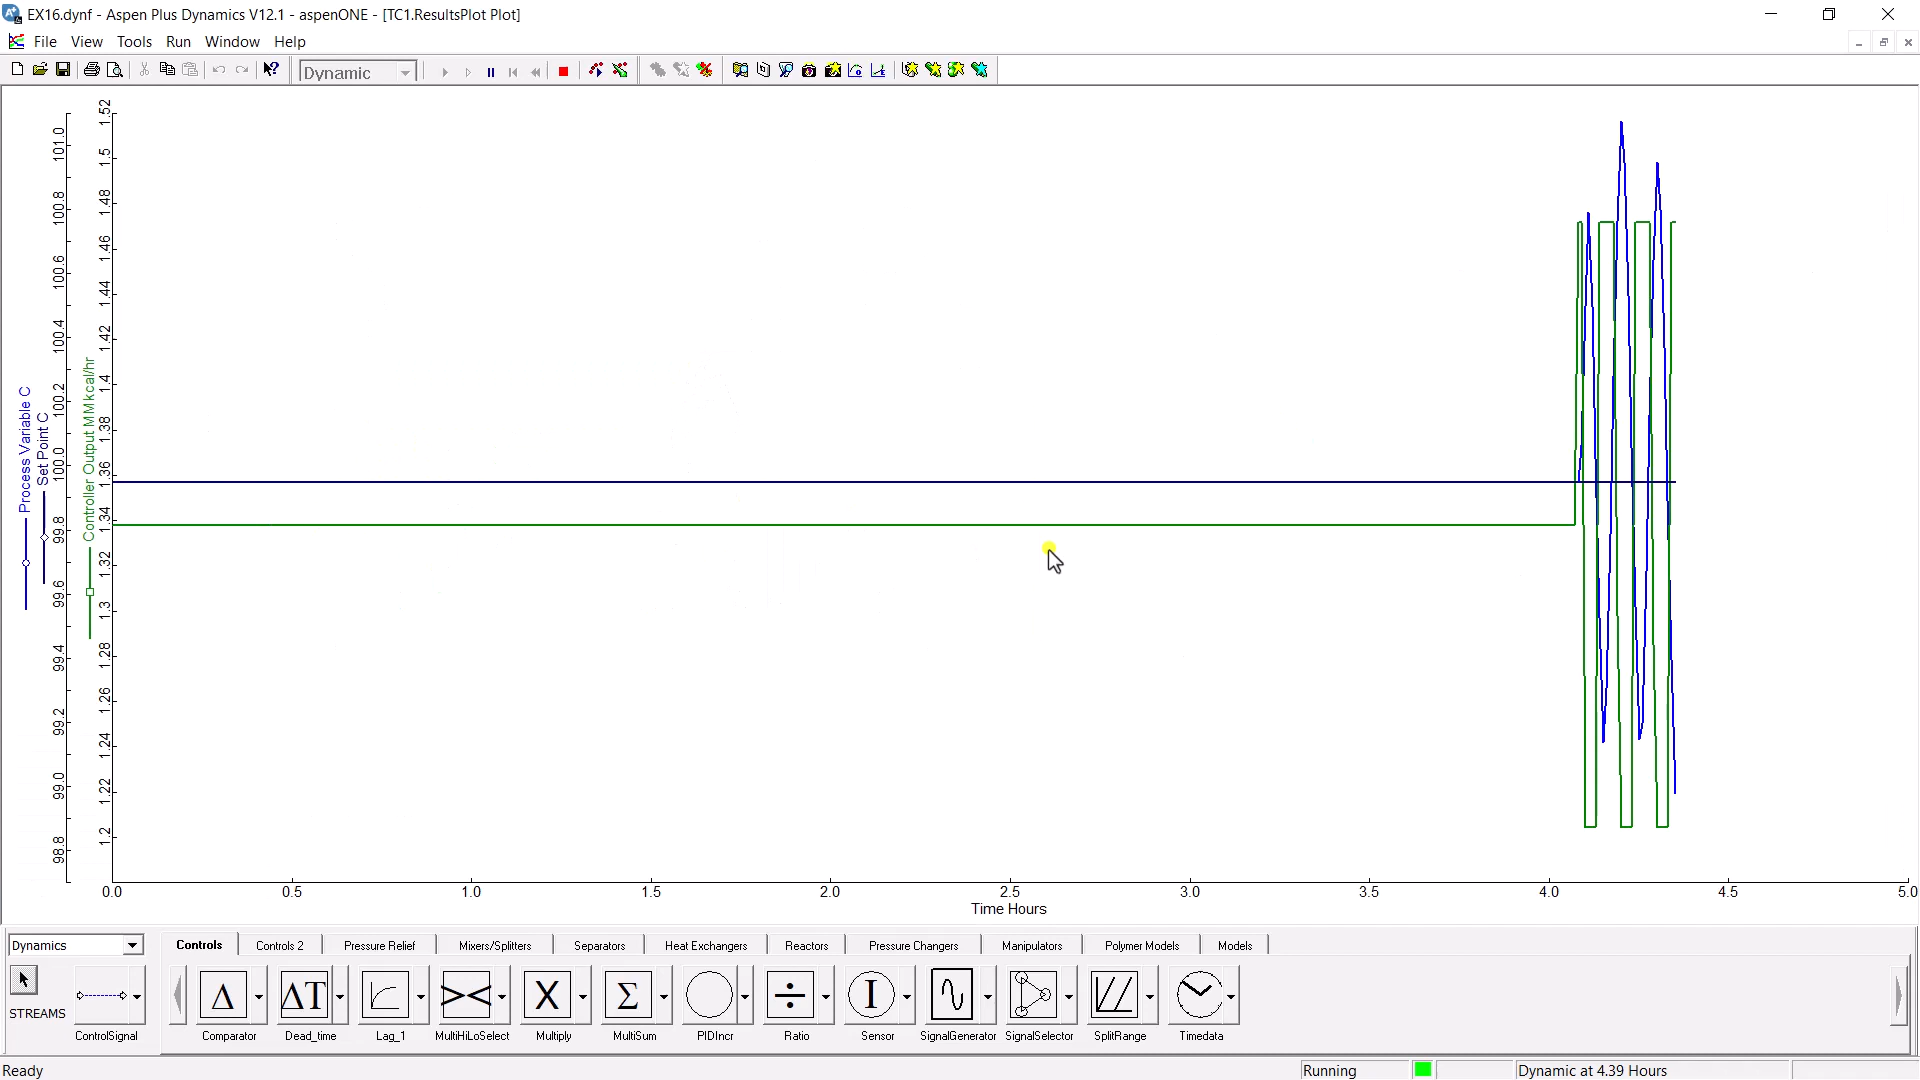 EX16.dynf - Aspen Plus Dynamics V12.1 - aspenONE - [TC1.ResultsPlot Plot]
File View Tools Run Window Help
Dynamic
Process Variable C
Set Point C
101.0
100.8
100.6
100.4
100.2
100.0
99.8
99.6
99.4
99.2
99.0
98.8
Controller Output MMkcal/hr
1.52
1.5
1.48
1.46
1.44
1.42
1.4
1.38
1.36
1.34
1.32
1.3
1.28
1.26
1.24
1.22
1.2
0.0 0.5 1.0 1.5 2.0 2.5 3.0 3.5 4.0 4.5 5.0
Time Hours
Dynamics
Controls Controls 2 Pressure Relief Mixers/Splitters Separators Heat Exchangers Reactors Pressure Changers Manipulators Polymer Models Models
STREAMS
Δ ΔT >< X Σ ÷ I
ControlSignal Comparator Dead_time Lag_1 MultiHiLoSelect Multiply MultiSum PIDIncr Ratio Sensor SignalGenerator SignalSelector SplitRange Timedata
Ready Running Dynamic at 4.39 Hours